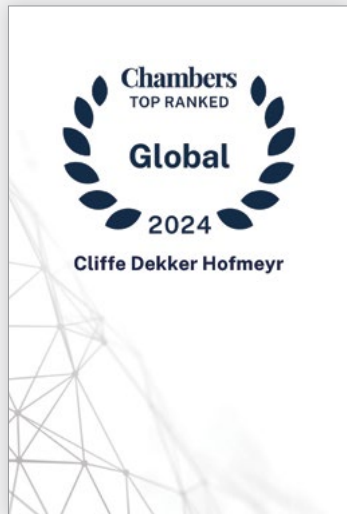 Chambers
TOP RANKED
Global
2024
Cliffe Dekker Hofmeyr